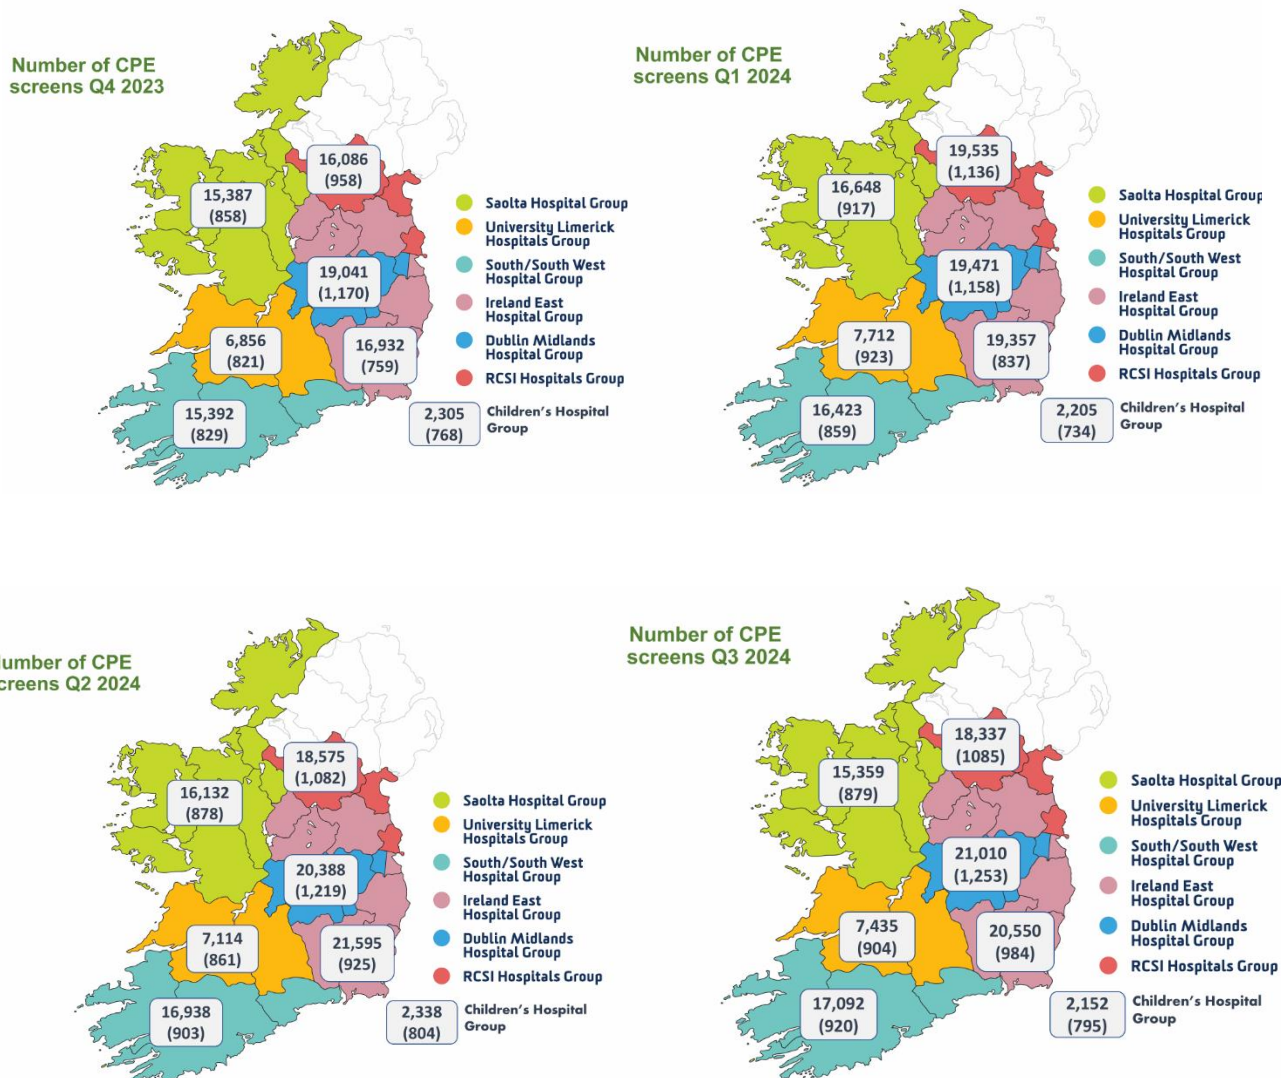 Number of CPE
screens Q4 2023
16,086
(958)
15,387
(858)
19,041
(1,170)
6,856
(821)
16,932
(759)
15,392
(829)
2,305
(768)
Saolta Hospital Group
University Limerick
Hospitals Group
South/South West
Hospital Group
Ireland East
Hospital Group
Dublin Midlands
Hospital Group
RCSI Hospitals Group
Children's Hospital
Group
Number of CPE
screens Q1 2024
19,535
(1,136)
16,648
(917)
19,471
(1,158)
7,712
(923)
19,357
(837)
16,423
(859)
2,205
(734)
Saolta Hospital Group
University Limerick
Hospitals Group
South/South West
Hospital Group
Ireland East
Hospital Group
Dublin Midlands
Hospital Group
RCSI Hospitals Group
Children's Hospital
Group
umber of CPE
creens Q2 2024
18,575
(1,082)
16,132
(878)
20,388
(1,219)
7,114
(861)
21,595
(925)
16,938
(903)
2,338
(804)
Saolta Hospital Group
University Limerick
Hospitals Group
South/South West
Hospital Group
Ireland East
Hospital Group
Dublin Midlands
Hospital Group
RCSI Hospitals Group
Children's Hospital
Group
Number of CPE
screens Q3 2024
18,337
(1085)
15,359
(879)
21,010
(1,253)
7,435
(904)
20,550
(984)
17,092
(920)
2,152
(795)
Saolta Hospital Group
University Limerick
Hospitals Group
South/South West
Hospital Group
Ireland East
Hospital Group
Dublin Midlands
Hospital Group
RCSI Hospitals Group
Children's Hospital
Group